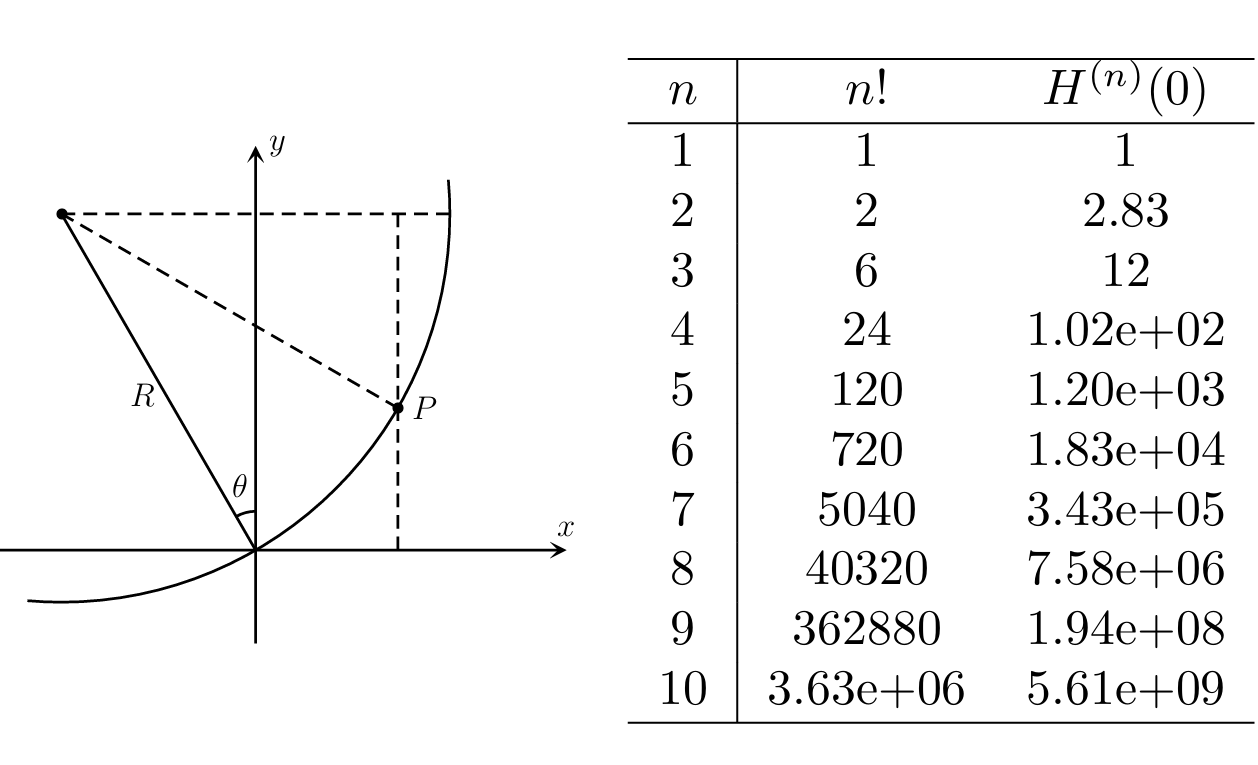 y
R
P
θ
x
n n! H^{(n)}(0)
1 1 1
2 2 2.83
3 6 12
4 24 1.02e+02
5 120 1.20e+03
6 720 1.83e+04
7 5040 3.43e+05
8 40320 7.58e+06
9 362880 1.94e+08
10 3.63e+06 5.61e+09